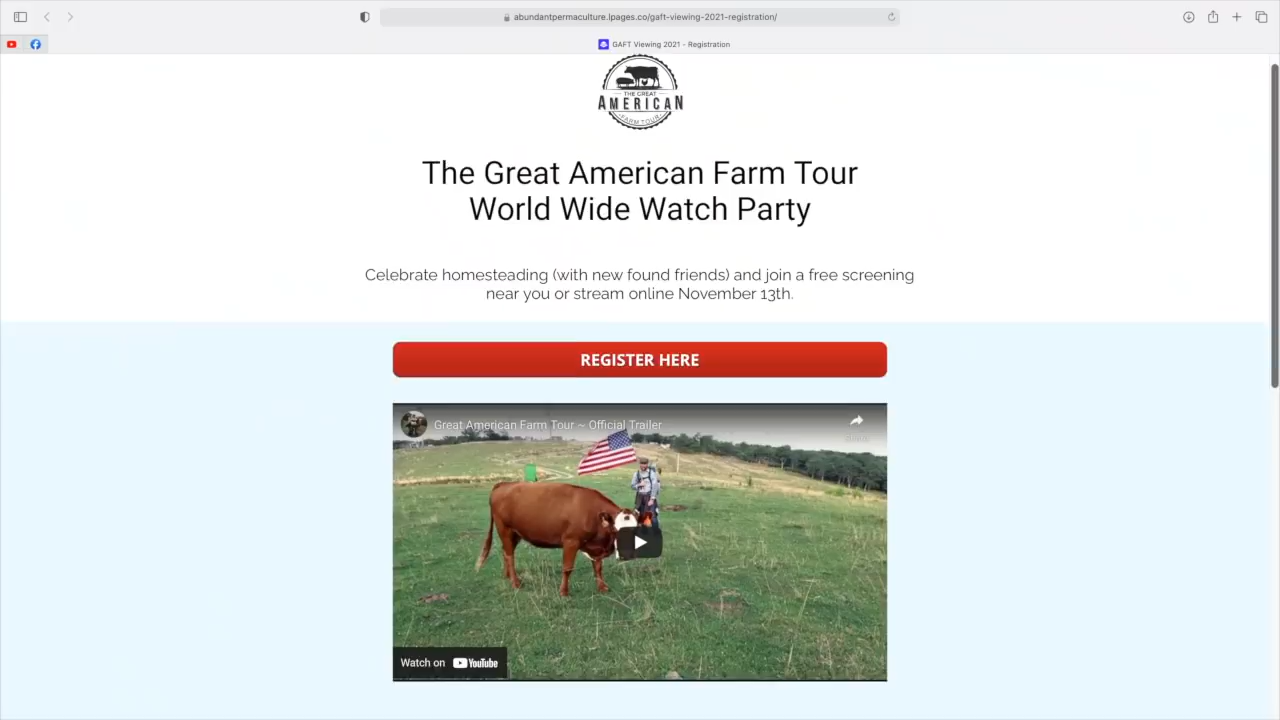 abundantpermaculture.lpages.co/gaft-viewing-2021-registration/
GAFT Viewing 2021 - Registration
THE GREAT
AMERICAN
FARM TOUR
The Great American Farm Tour
World Wide Watch Party
Celebrate homesteading (with new found friends) and join a free screening
near you or stream online November 13th.
REGISTER HERE
Great American Farm Tour ~ Official Trailer
Watch on YouTube